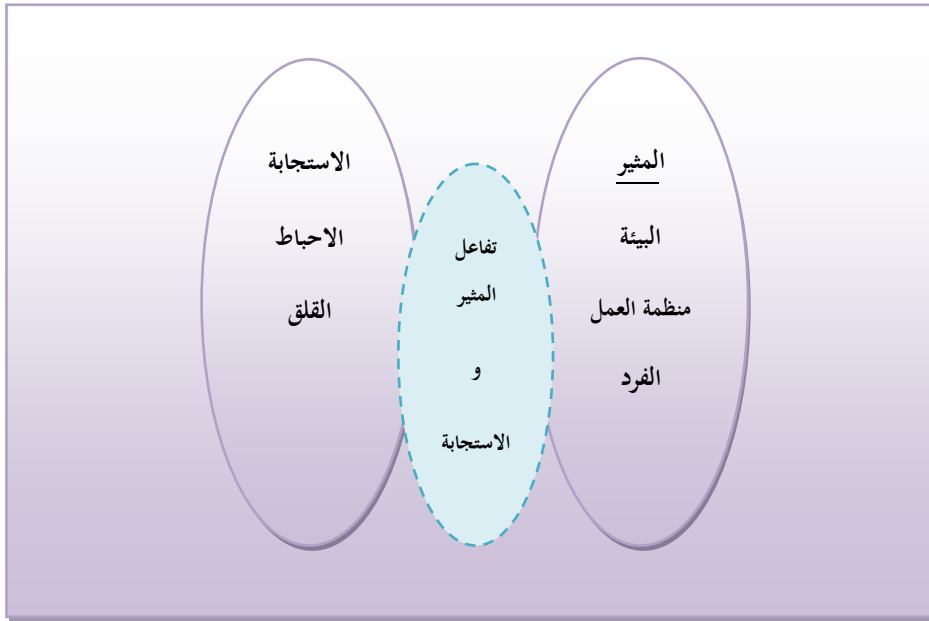 المثير
البيئة
منظمة العمل
الفرد
تفاعل
المثير
و
الاستجابة
الاستجابة
الاحباط
القلق